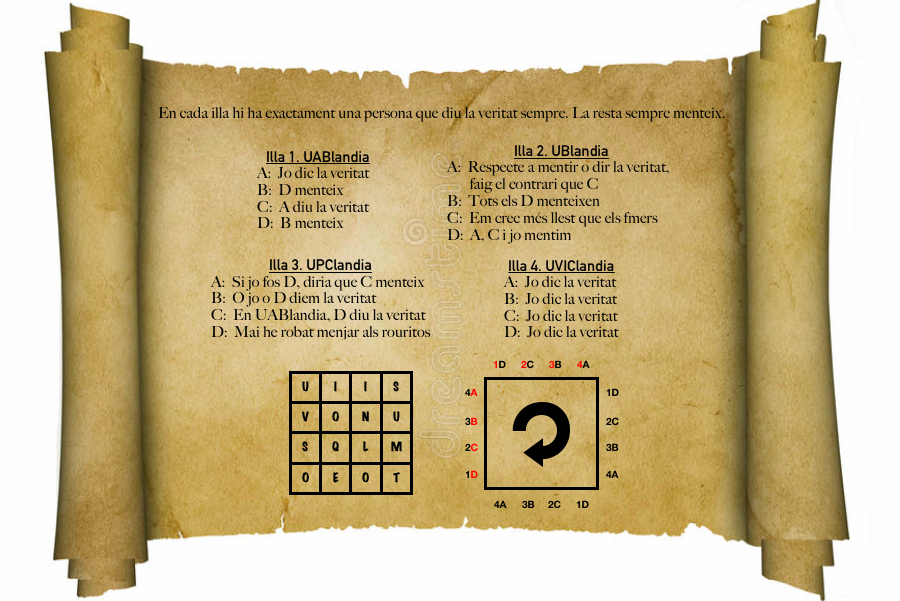 En cada illa hi ha exactament una persona que diu la veritat sempre. La resta sempre menteix.
Illa 1. UABlandia
A: Jo dic la veritat
B: D menteix
C: A diu la veritat
D: B menteix
Illa 2. UBlandia
A: Respecte a mentir o dir la veritat,
faig el contrari que C
B: Tots els D menteixen
C: Em crec més llest que els fmers
D: A, C i jo mentim
Illa 3. UPClandia
A: Si jo fos D, diria que C menteix
B: O jo o D diem la veritat
C: En UABlandia, D diu la veritat
D: Mai he robat menjar als rouritos
Illa 4. UVIClandia
A: Jo dic la veritat
B: Jo dic la veritat
C: Jo dic la veritat
D: Jo dic la veritat
U I I S
V O N U
S Q L M
O E O T
1D 2C 3B 4A
4A 1D
3B 2C
2C 3B
1D 4A
4A 3B 2C 1D
dreamstime